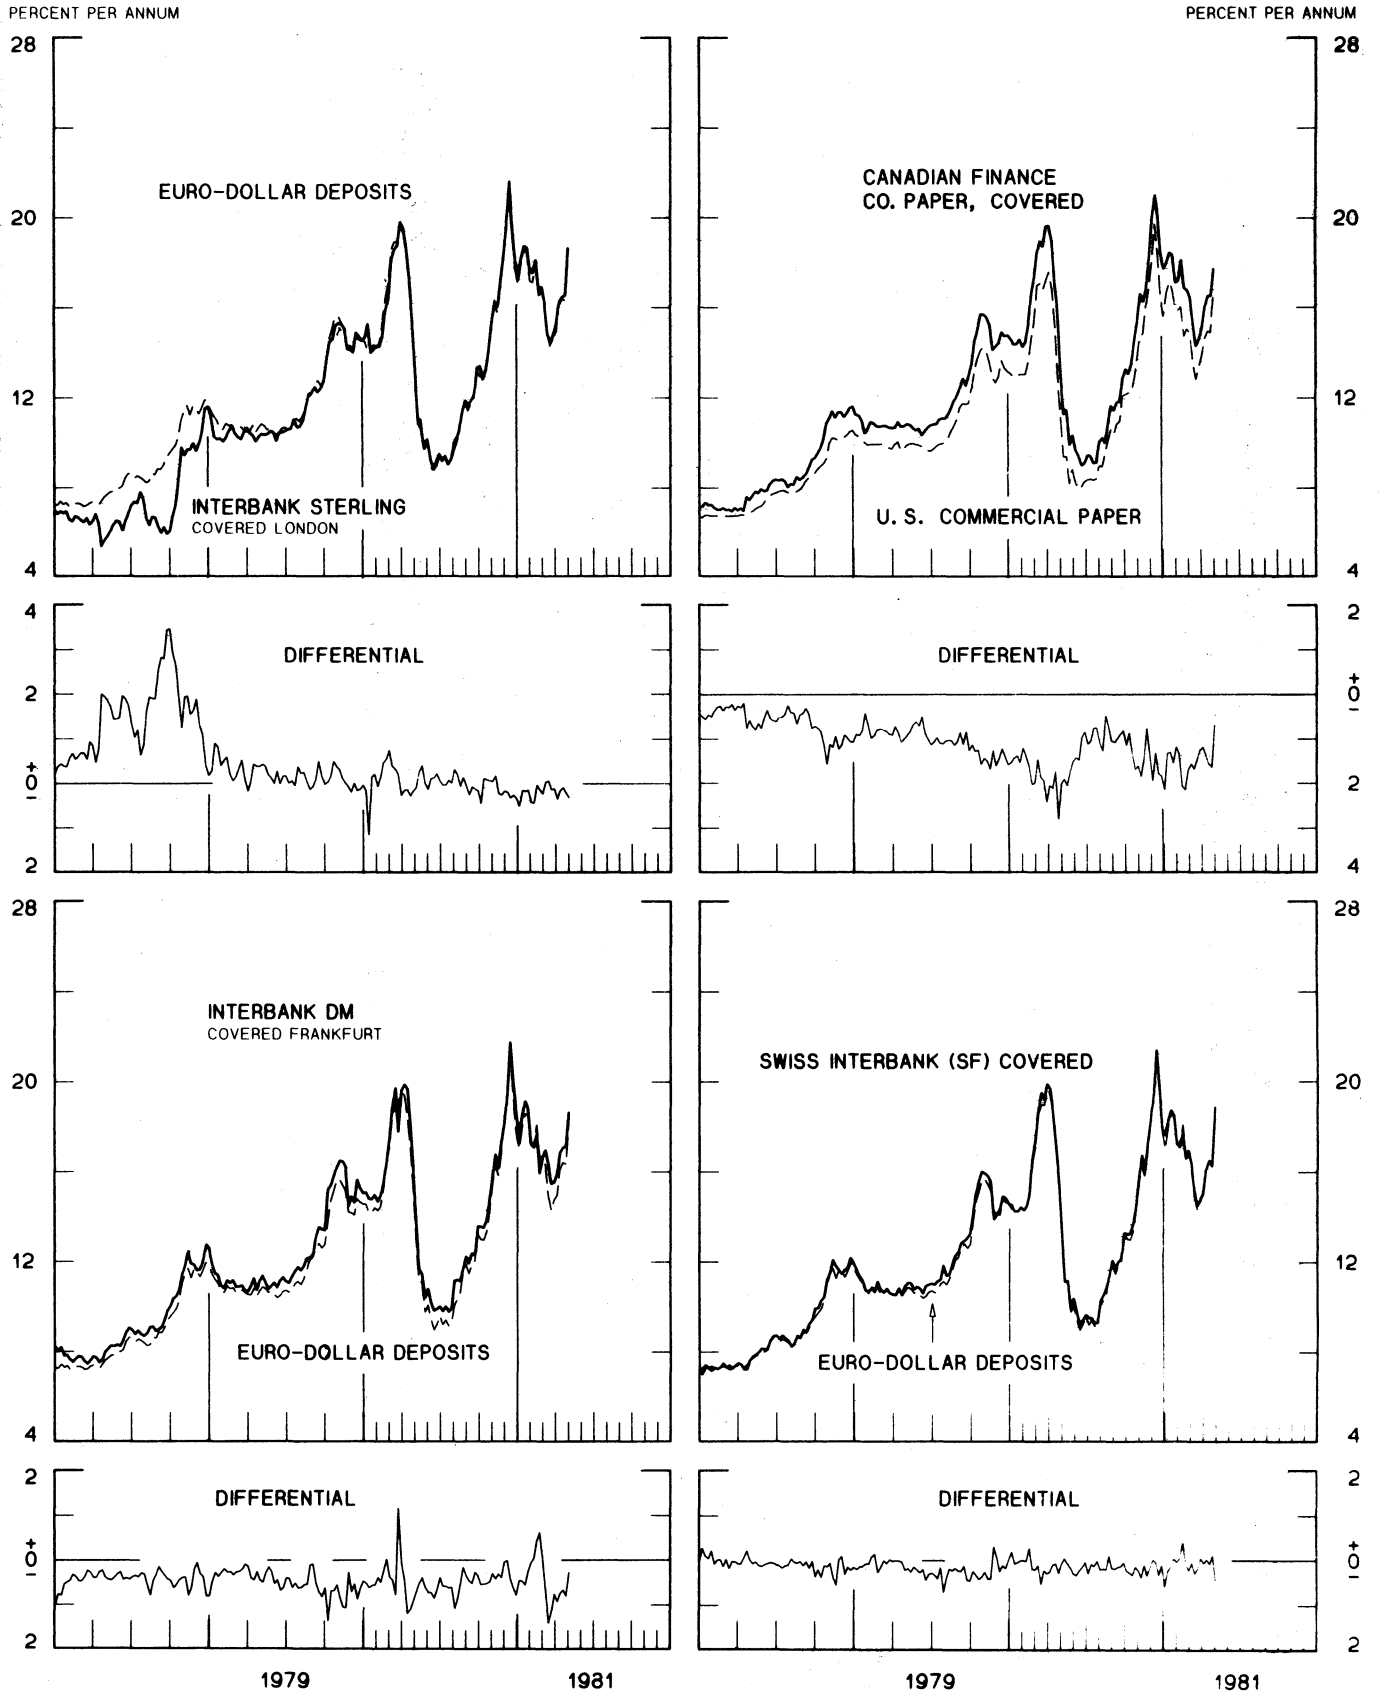 PERCENT PER ANNUM
PERCENT PER ANNUM
28
20
12
4
EURO-DOLLAR DEPOSITS
INTERBANK STERLING
COVERED LONDON
28
20
12
4
CANADIAN FINANCE
CO. PAPER, COVERED
U. S. COMMERCIAL PAPER
4
2
+
0
−
2
DIFFERENTIAL
2
+
0
−
2
4
DIFFERENTIAL
28
20
12
4
INTERBANK DM
COVERED FRANKFURT
EURO-DOLLAR DEPOSITS
28
20
12
4
SWISS INTERBANK (SF) COVERED
EURO-DOLLAR DEPOSITS
2
+
0
−
2
DIFFERENTIAL
2
+
0
−
2
DIFFERENTIAL
1979
1981
1979
1981